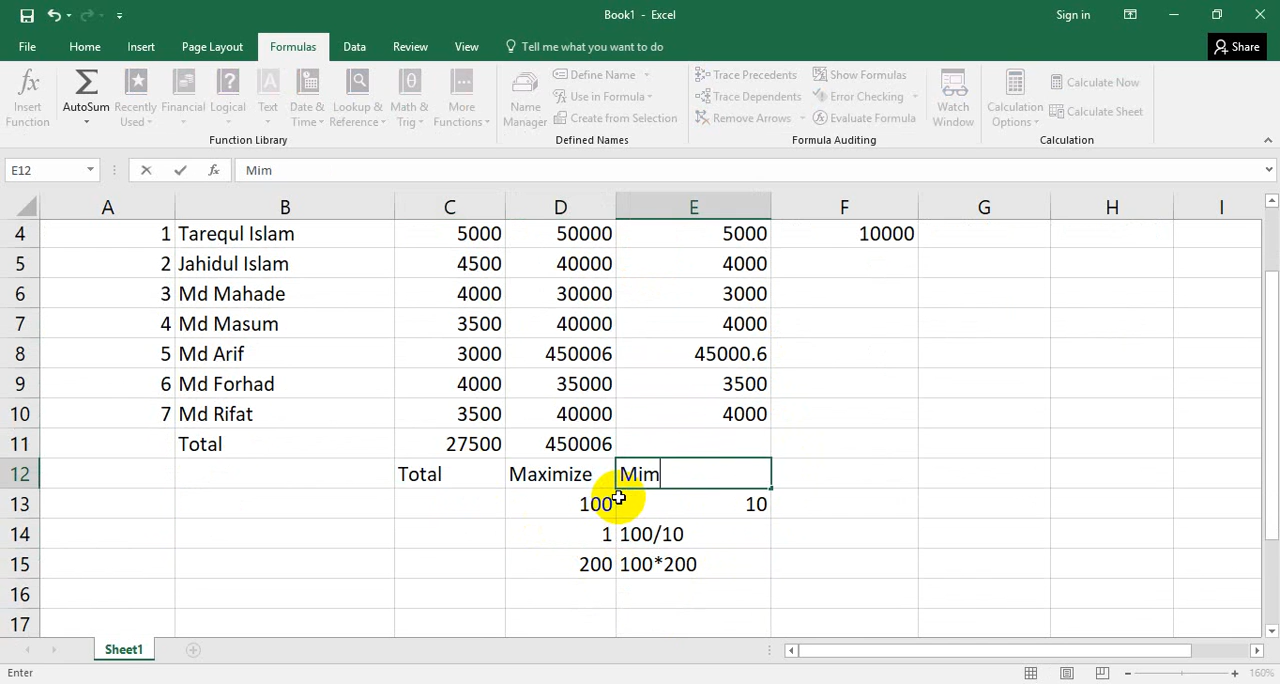 Book1 - Excel
Sign in
File Home Insert Page Layout Formulas Data Review View Tell me what you want to do Share
fx Insert Function
AutoSum
Recently Used
Financial
Logical
A Text
Date & Time
Lookup & Reference
θ Math & Trig
More Functions
Function Library
Name Manager
Define Name
Use in Formula
Create from Selection
Defined Names
Trace Precedents
Trace Dependents
Remove Arrows
Show Formulas
Error Checking
Evaluate Formula
Formula Auditing
Watch Window
Calculation Options
Calculate Now
Calculate Sheet
Calculation
E12 fx Mim
A B C D E F G H I
4 1 Tarequl Islam 5000 50000 5000 10000
5 2 Jahidul Islam 4500 40000 4000
6 3 Md Mahade 4000 30000 3000
7 4 Md Masum 3500 40000 4000
8 5 Md Arif 3000 450006 45000.6
9 6 Md Forhad 4000 35000 3500
10 7 Md Rifat 3500 40000 4000
11 Total 27500 450006
12 Total Maximize Mim
13 100 10
14 1 100/10
15 200 100*200
16
17
Sheet1
Enter
160%